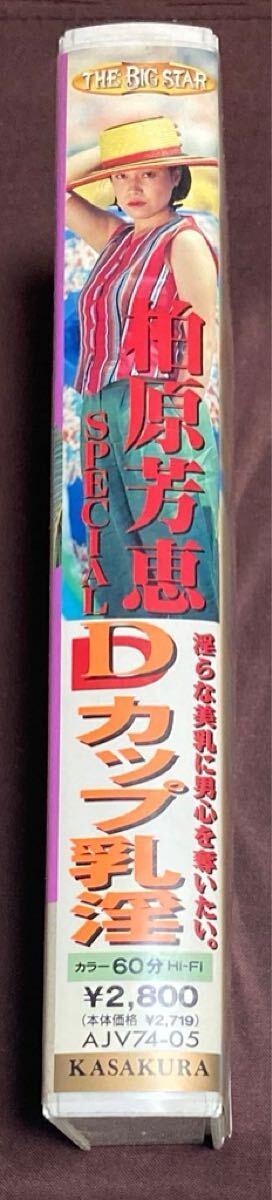 THE BIG STAR
柏原芳恵
SPECIAL
Dカップ乳淫
淫らな美乳に男心を奪いたい。
カラー60分 Hi-Fi
¥2,800
(本体価格 ¥2,719)
AJV74-05
KASAKURA